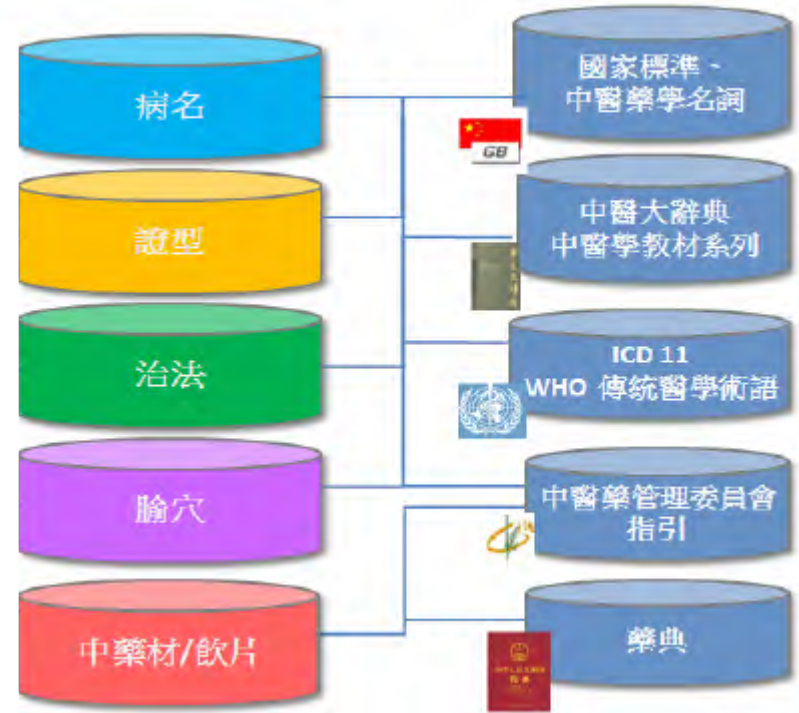 病名
國家標準、
中醫藥學名詞
GB
證型
中醫大辭典
中醫學教材系列
治法
ICD 11
WHO 傳统醫學術語
腧穴
中醫藥管理委員會
指引
中藥材/飲片
藥典